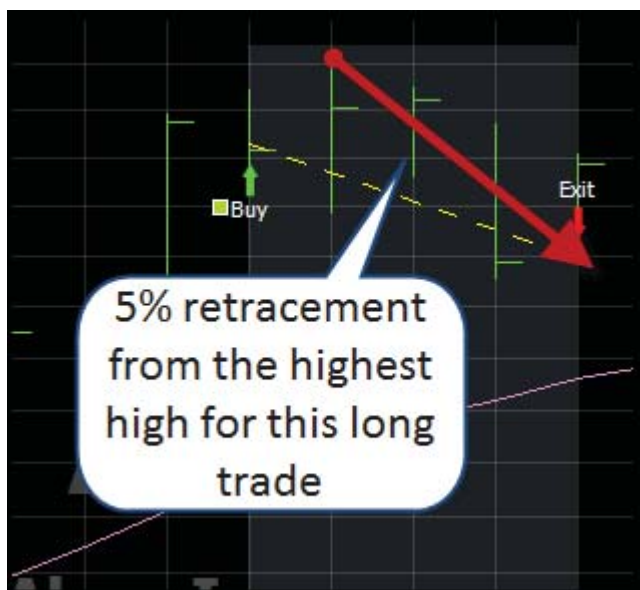 Exit
Buy
5% retracement
from the highest
high for this long
trade